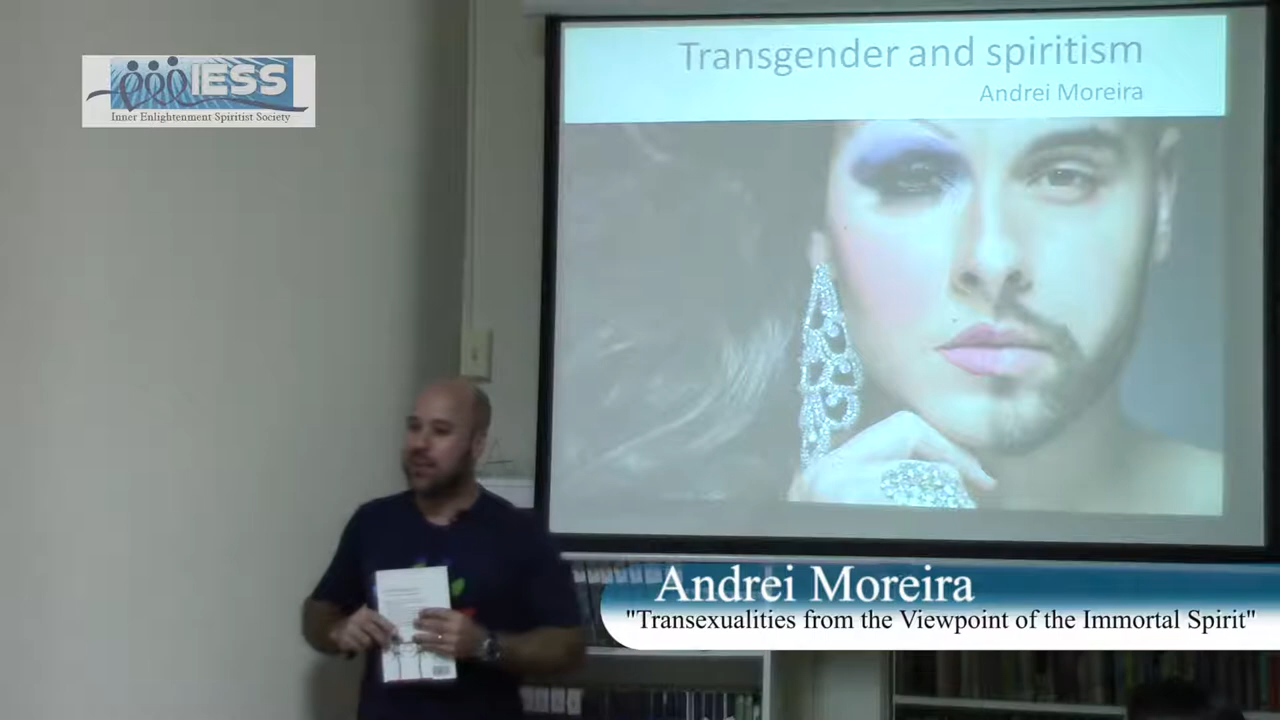 IESS
Inner Enlightenment Spiritist Society
Transgender and spiritism
Andrei Moreira
Andrei Moreira
"Transexualities from the Viewpoint of the Immortal Spirit"